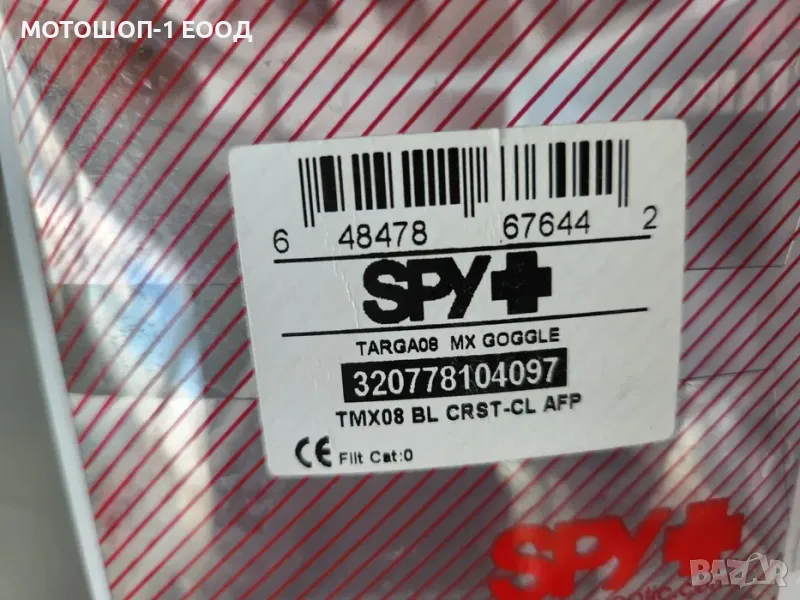 МОТОШОП-1 ЕООД
6 48478 67644 2
SPY
TARGA08 MX GOGGLE
320778104097
TMX08 BL CRST-CL AFP
CE Filt Cat:0
SPY
BAZAR